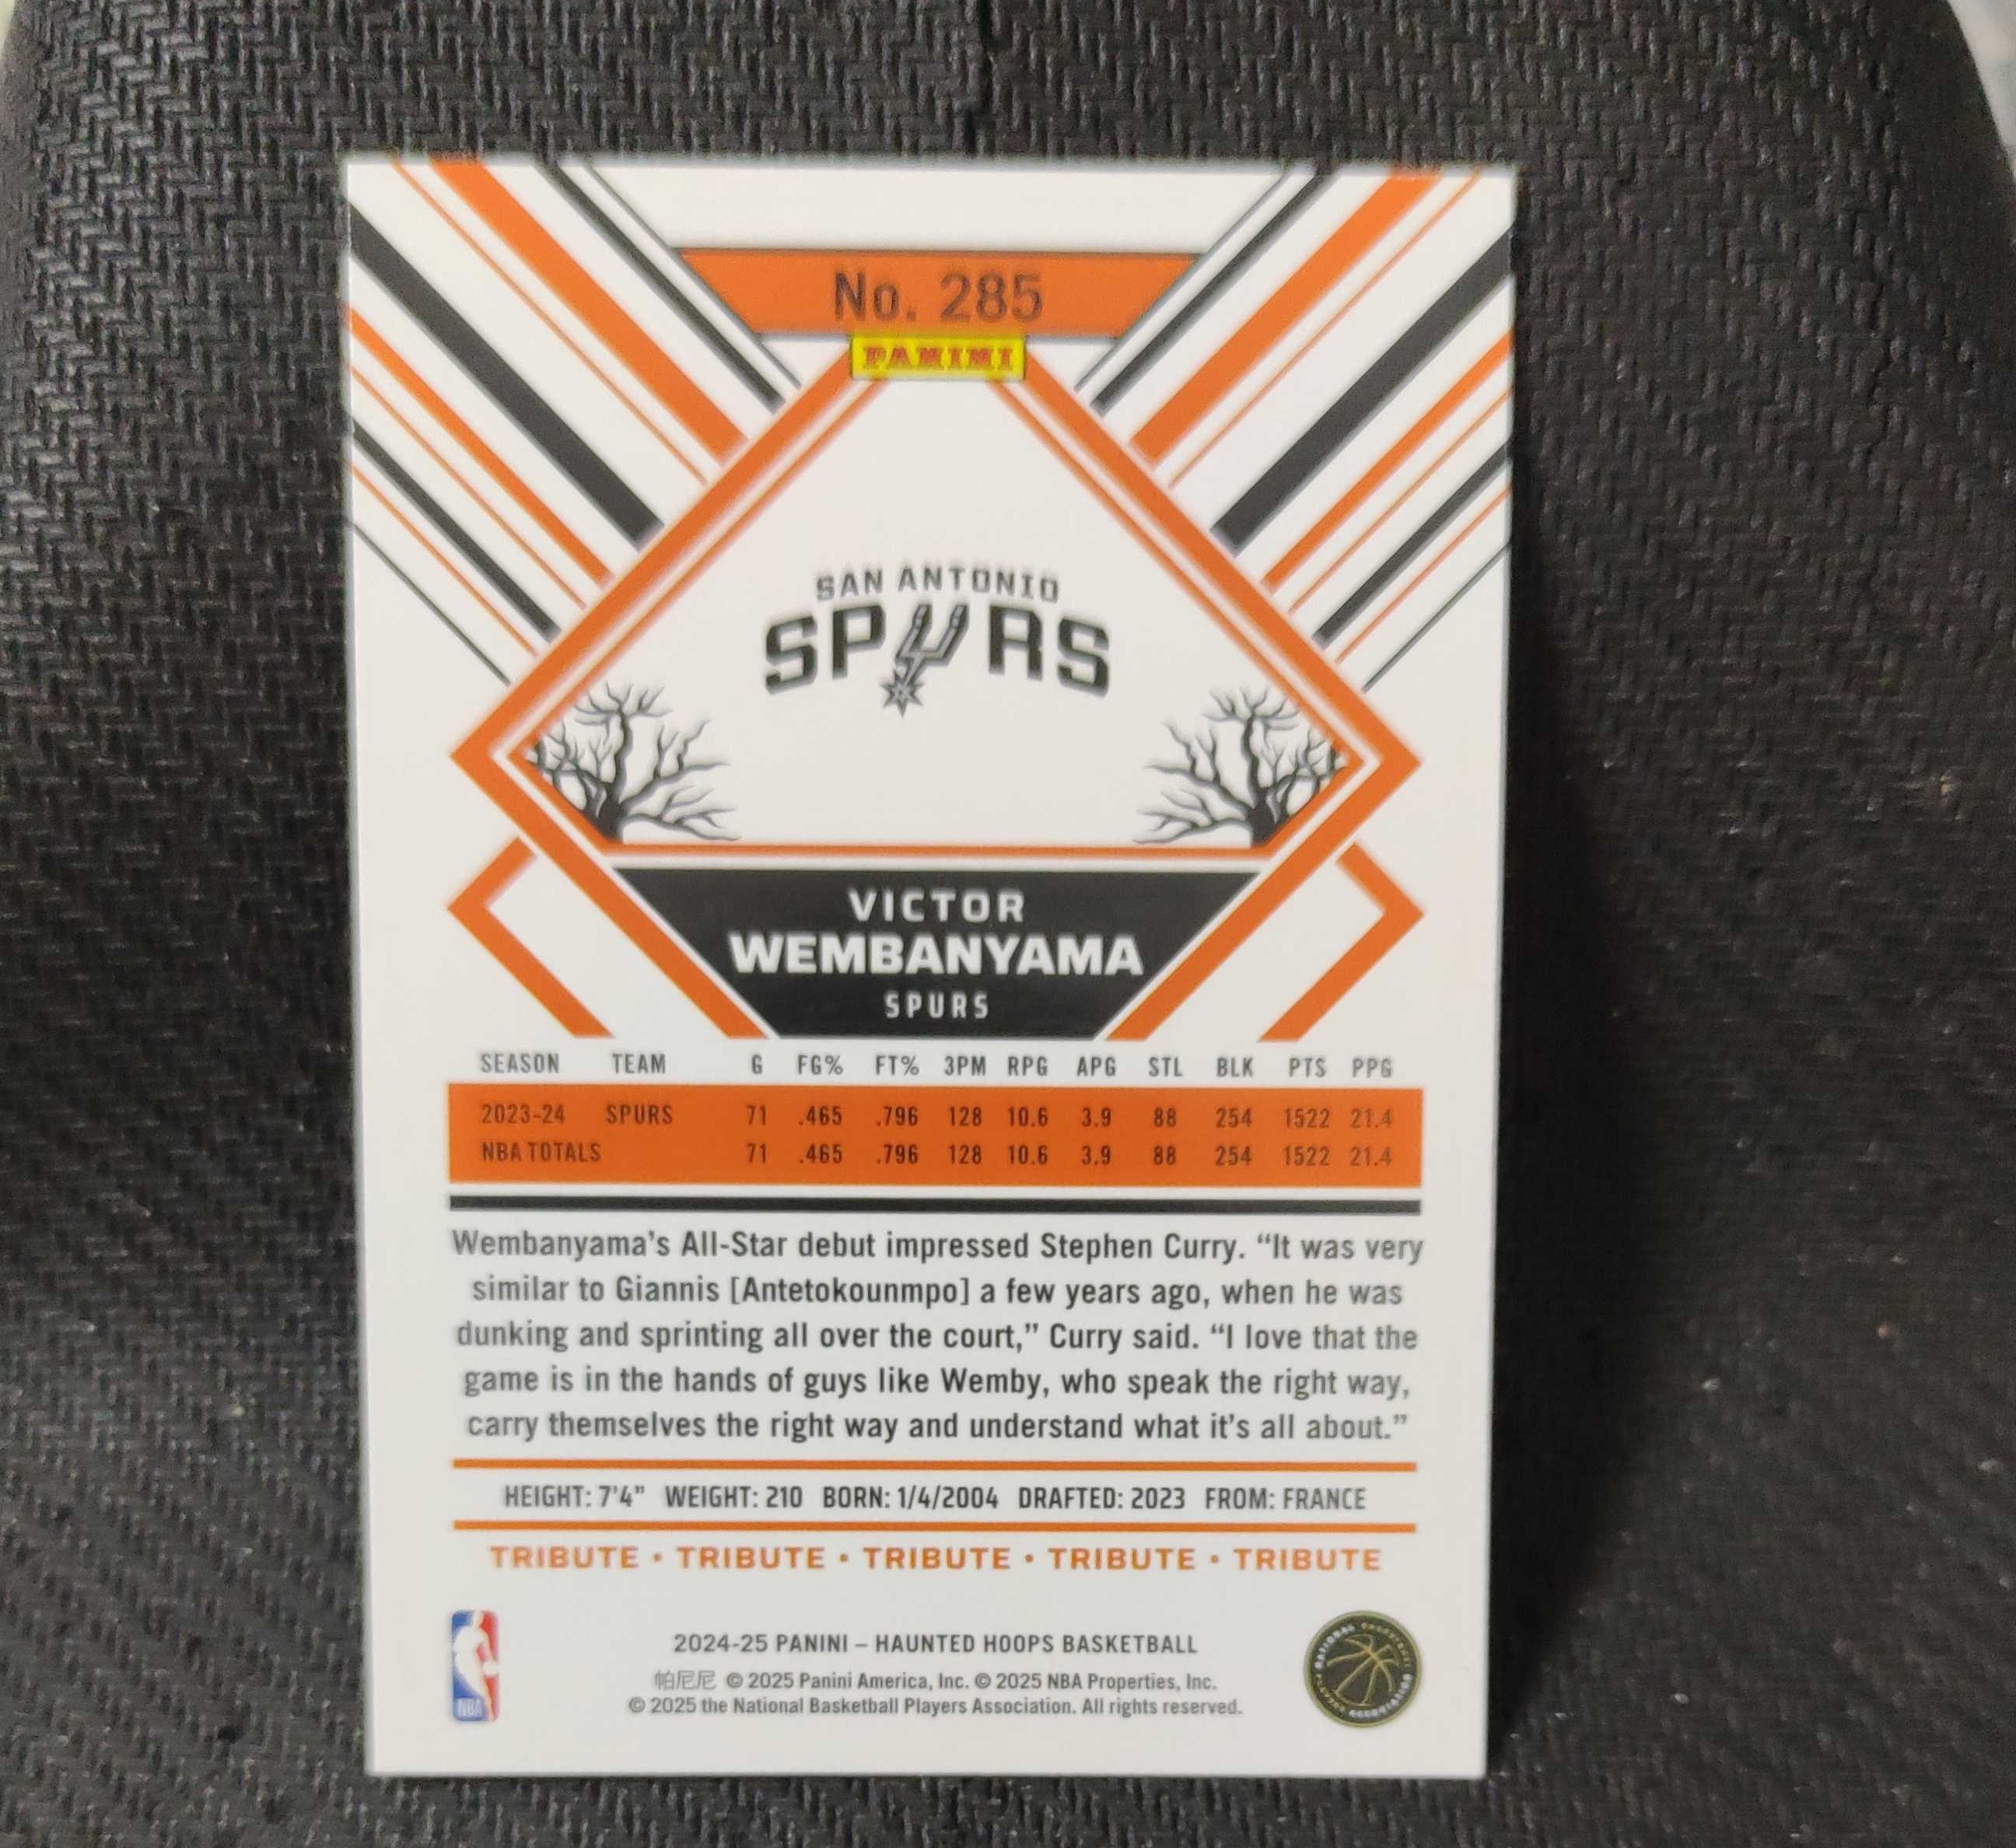 No. 285
PANINI
SAN ANTONIO
SPURS
VICTOR
WEMBANYAMA
SPURS
SEASON TEAM G FG% FT% 3PM RPG APG STL BLK PTS PPG
2023-24 SPURS 71 .465 .796 128 10.6 3.9 88 254 1522 21.4
NBA TOTALS 71 .465 .796 128 10.6 3.9 88 254 1522 21.4
Wembanyama’s All-Star debut impressed Stephen Curry. “It was very
similar to Giannis [Antetokounmpo] a few years ago, when he was
dunking and sprinting all over the court,” Curry said. “I love that the
game is in the hands of guys like Wemby, who speak the right way,
carry themselves the right way and understand what it’s all about.”
HEIGHT: 7'4" WEIGHT: 210 BORN: 1/4/2004 DRAFTED: 2023 FROM: FRANCE
TRIBUTE • TRIBUTE • TRIBUTE • TRIBUTE • TRIBUTE
2024-25 PANINI – HAUNTED HOOPS BASKETBALL
帕尼尼 © 2025 Panini America, Inc. © 2025 NBA Properties, Inc.
© 2025 the National Basketball Players Association. All rights reserved.
NBA